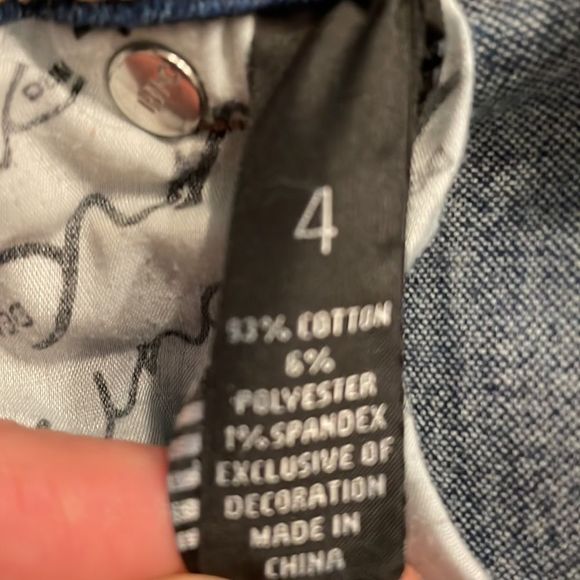 4
93% COTTON
6%
POLYESTER
1% SPANDEX
EXCLUSIVE OF
DECORATION
MADE IN
CHINA